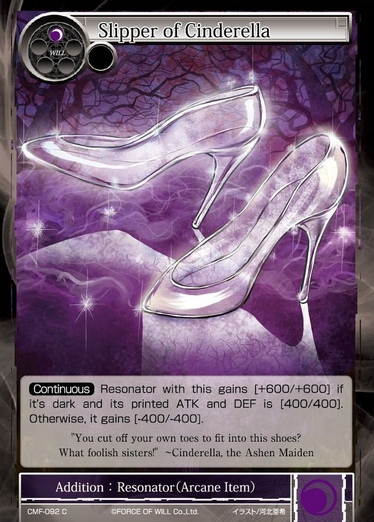 Slipper of Cinderella
WILL
Continuous Resonator with this gains [+600/+600] if
it's dark and its printed ATK and DEF is [400/400].
Otherwise, it gains [-400/-400].
"You cut off your own toes to fit into this shoes?
What foolish sisters!" ~Cinderella, the Ashen Maiden
Addition : Resonator(Arcane Item)
CMF-092 C ©FORCE OF WILL Co.,Ltd. イラスト/河北亜希